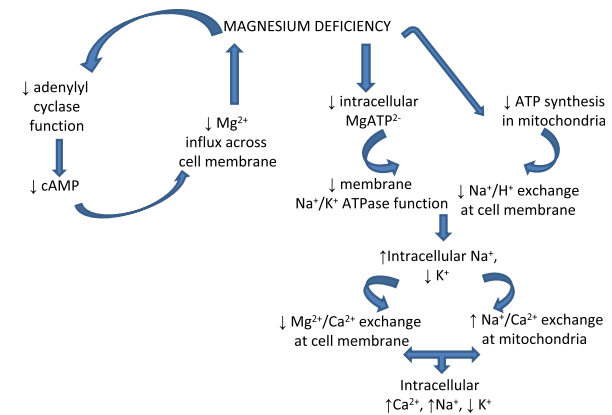 MAGNESIUM DEFICIENCY
↓ adenylyl
cyclase
function
↓ cAMP
↓ Mg²⁺
influx across
cell membrane
↓ intracellular
MgATP²⁻
↓ ATP synthesis
in mitochondria
↓ membrane
Na⁺/K⁺ ATPase function
↓ Na⁺/H⁺ exchange
at cell membrane
↑Intracellular Na⁺,
↓ K⁺
↓ Mg²⁺/Ca²⁺ exchange
at cell membrane
↑ Na⁺/Ca²⁺ exchange
at mitochondria
Intracellular
↑Ca²⁺, ↑Na⁺, ↓ K⁺